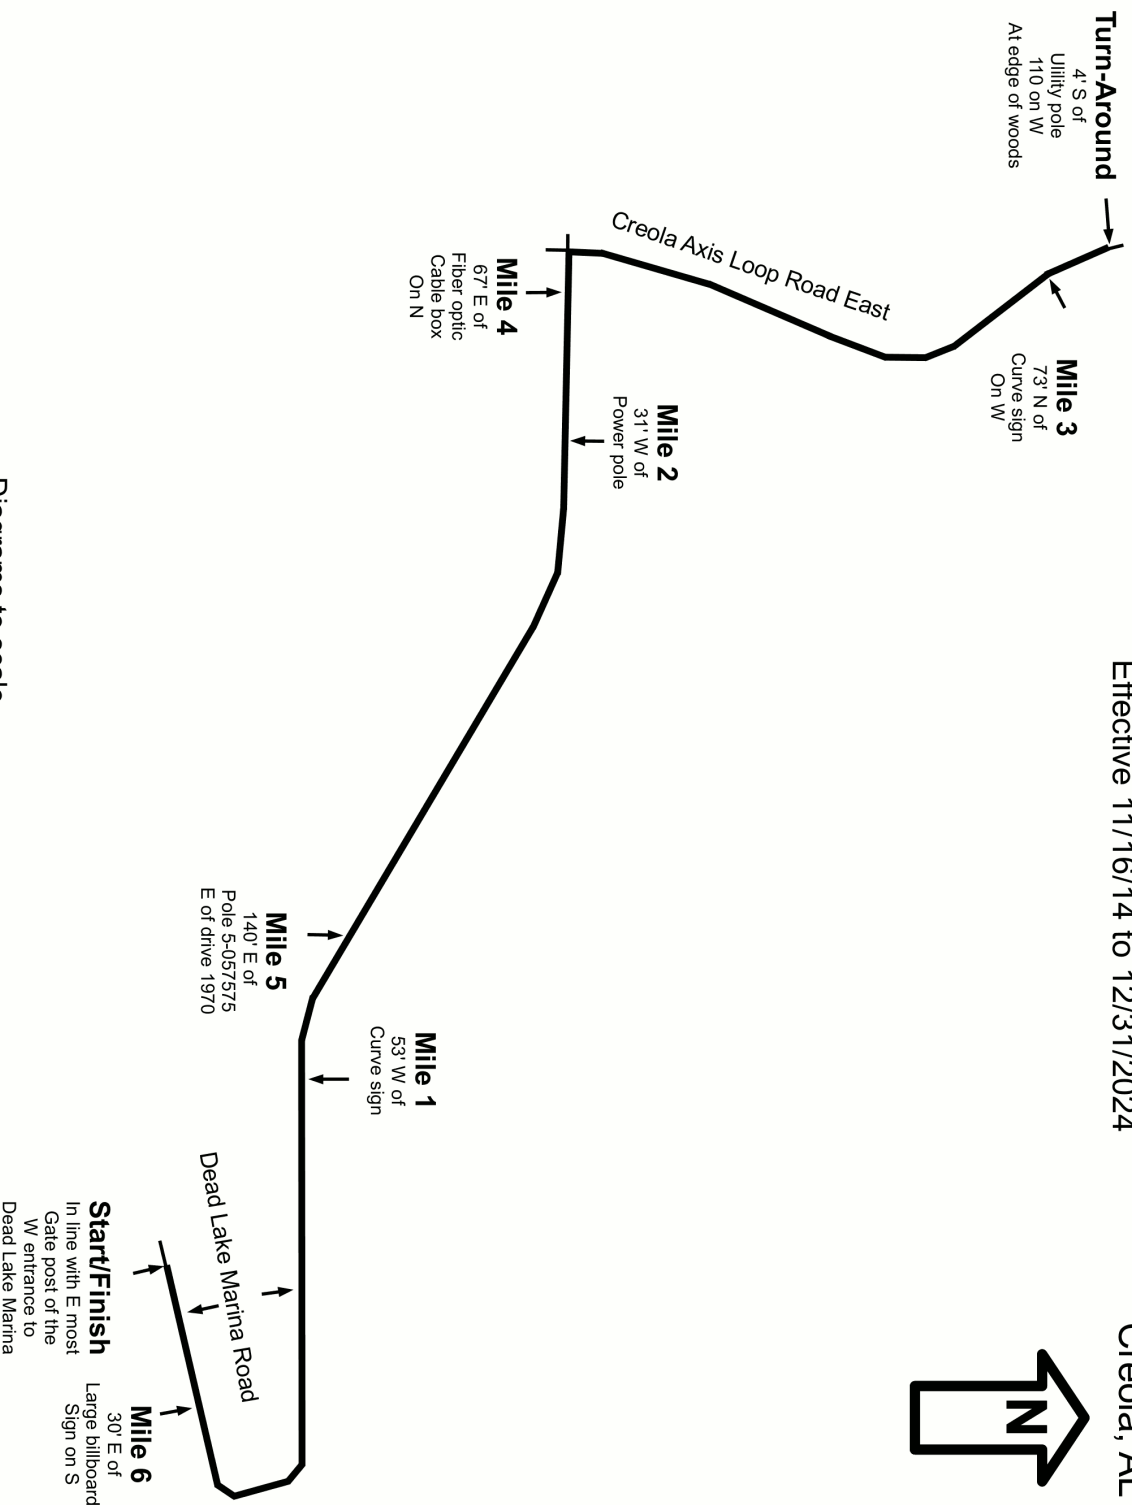 Creola, AL
Effective 11/16/14 to 12/31/2024
N
Turn-Around
4' S of
Ulility pole
110 on W
At edge of woods
Mile 3
73' N of
Curve sign
On W
Creola Axis Loop Road East
Mile 2
31' W of
Power pole
Mile 4
67' E of
Fiber optic
Cable box
On N
Mile 1
53' W of
Curve sign
Mile 5
140' E of
Pole 5-057575
E of drive 1970
Dead Lake Marina Road
Mile 6
30' E of
Large billboard
Sign on S
Start/Finish
In line with E most
Gate post of the
W entrance to
Dead Lake Marina